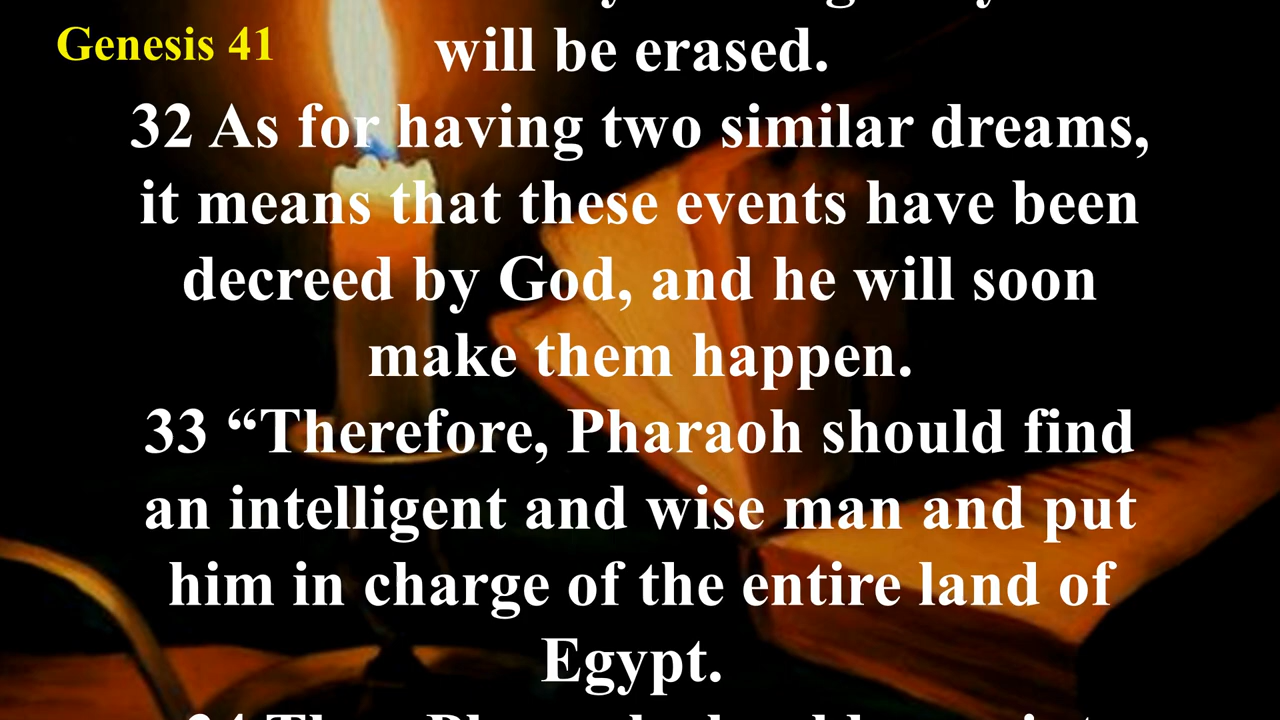 Genesis 41
will be erased.
32 As for having two similar dreams,
it means that these events have been
decreed by God, and he will soon
make them happen.
33 “Therefore, Pharaoh should find
an intelligent and wise man and put
him in charge of the entire land of
Egypt.